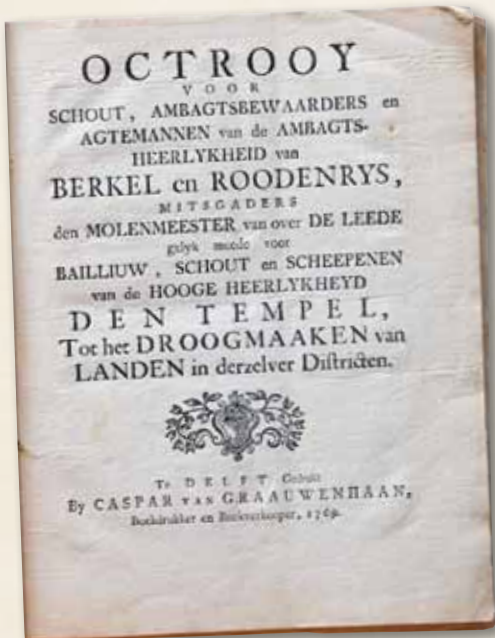 OCTROOY
VOOR
SCHOUT, AMBAGTSBEWAARDERS en
AGTEMANNEN van de AMBAGTS-
HEERLYKHEID van
BERKEL en ROODENRYS,
MITSGADERS
den MOLENMEESTER van over DE LEEDE
gelyk meede voor
BAILLIUW, SCHOUT en SCHEEPENEN
van de HOOGE HEERLYKHEYD
DEN TEMPEL,
Tot het DROOGMAAKEN van
LANDEN in derzelver Diſtricten.
Te DELFT Gedrukt
By CASPAR VAN GRAAUWENHAAN,
Boekdrukker en Boekverkooper, 1769.